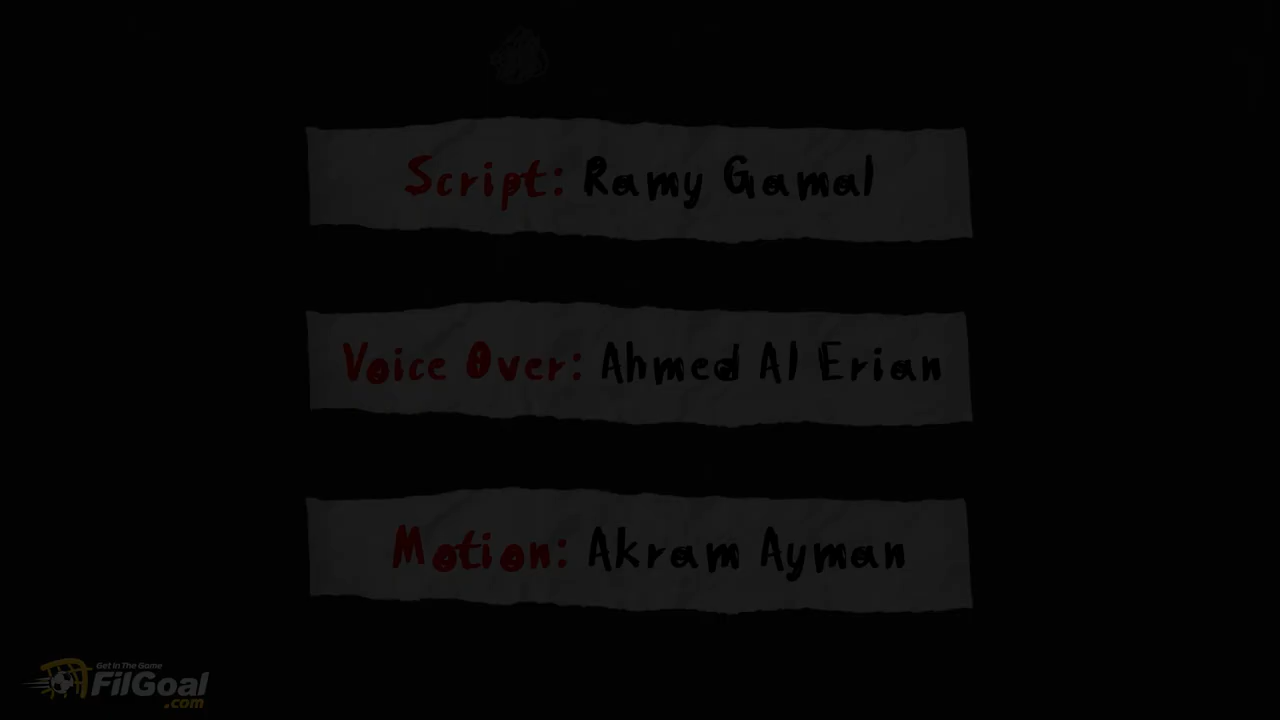 Script: Ramy Gamal
Voice Over: Ahmed Al Erian
Motion: Akram Ayman
Get In The Game
FilGoal
.com